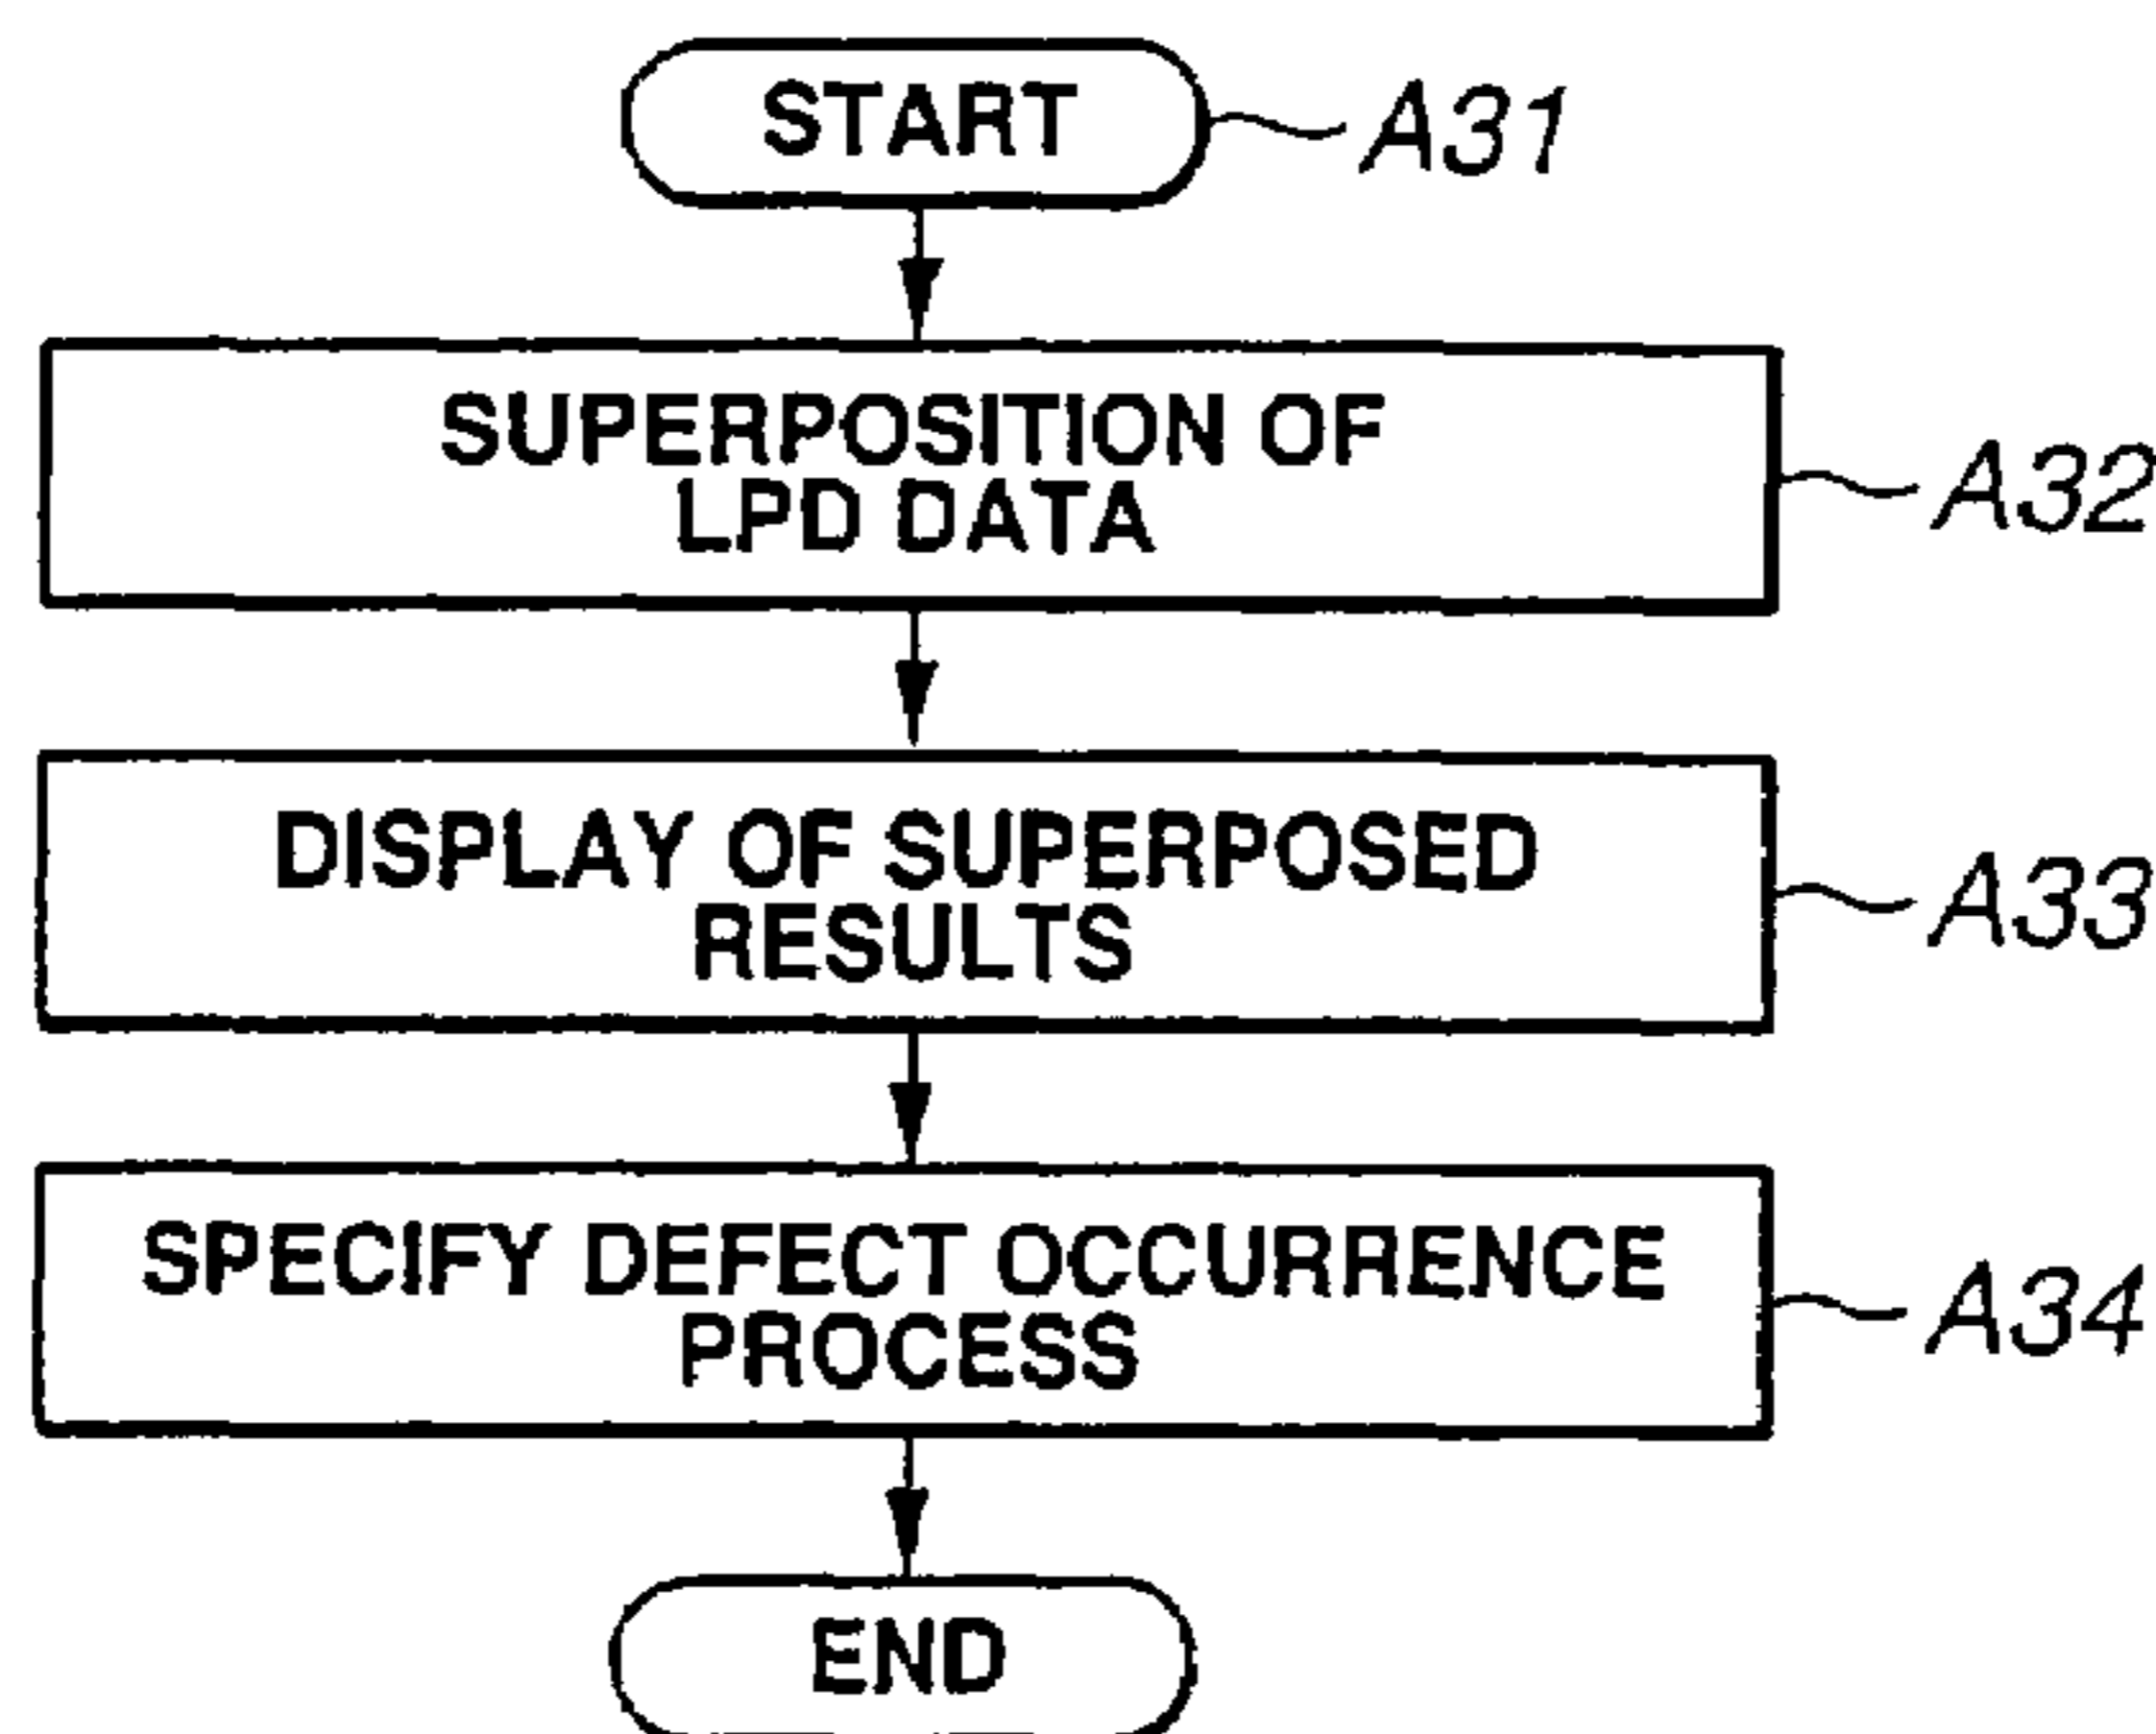 START
A31
SUPERPOSITION OF
LPD DATA
A32
DISPLAY OF SUPERPOSED
RESULTS
A33
SPECIFY DEFECT OCCURRENCE
PROCESS
A34
END